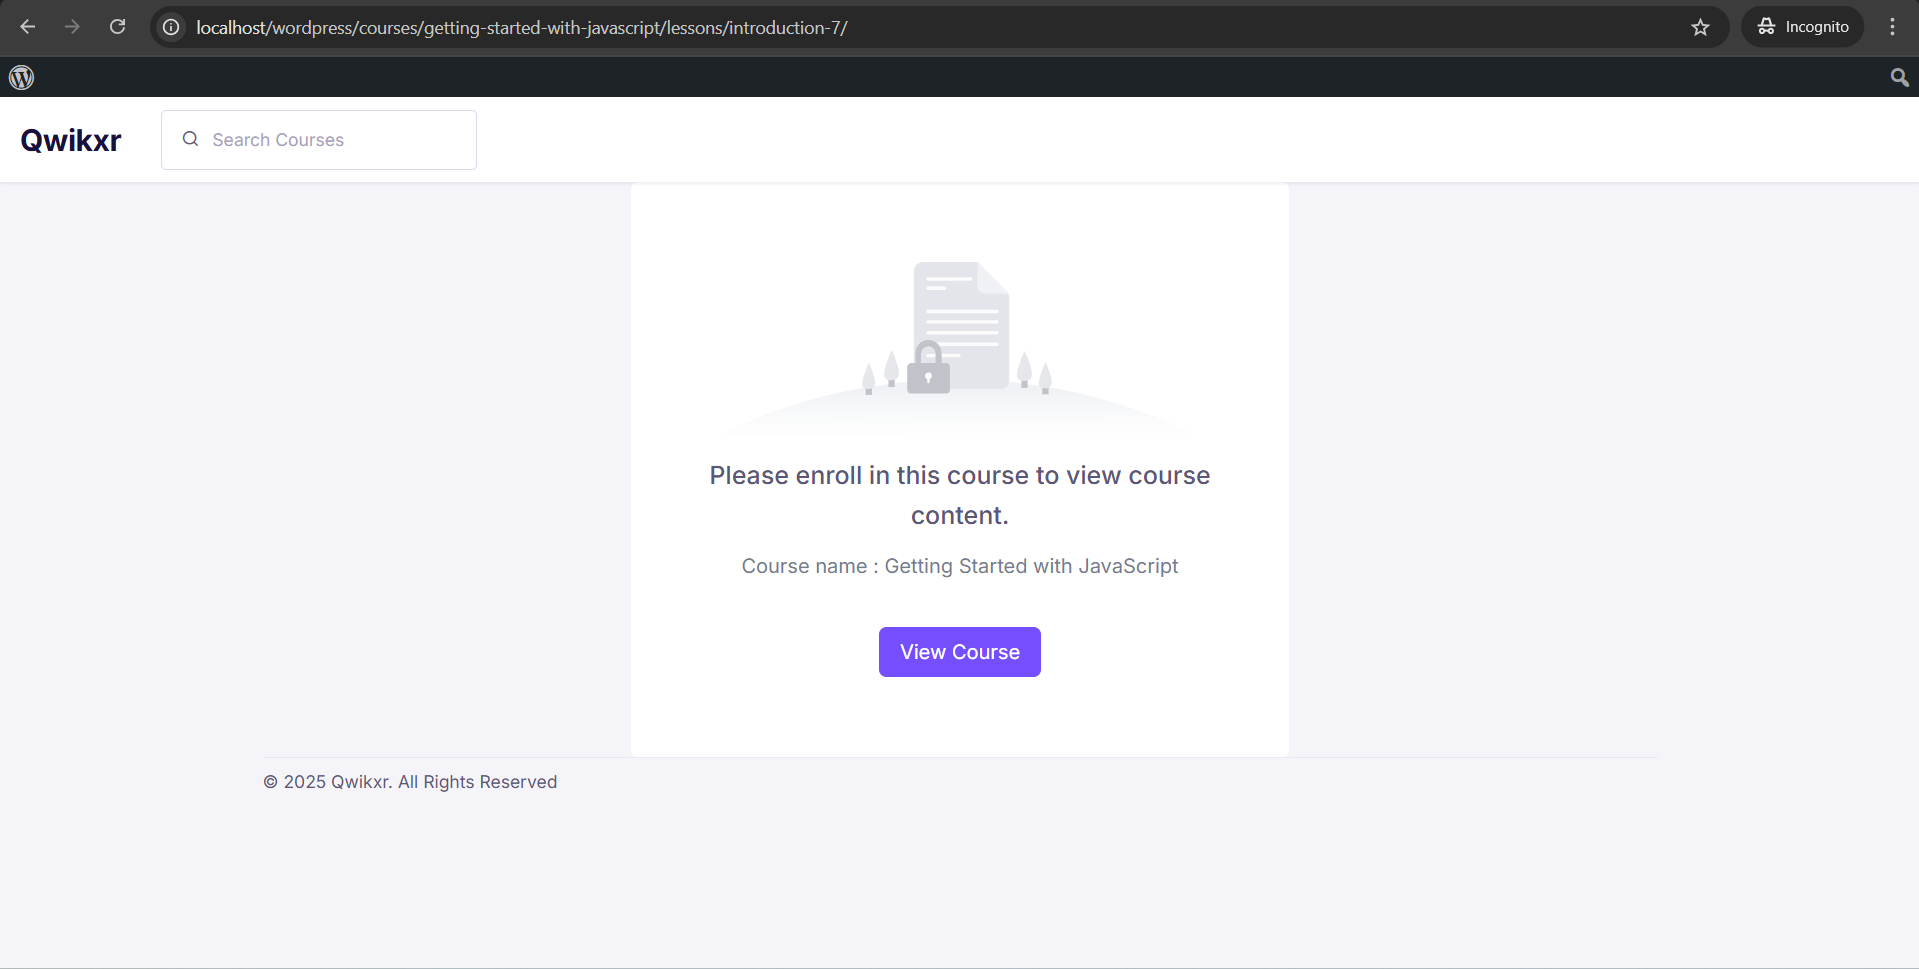 localhost/wordpress/courses/getting-started-with-javascript/lessons/introduction-7/
Incognito
Qwikxr
Search Courses
Please enroll in this course to view course
content.
Course name : Getting Started with JavaScript
View Course
© 2025 Qwikxr. All Rights Reserved